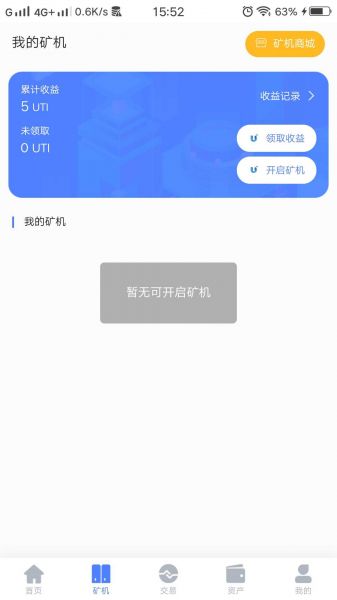 G 4G+ 0.6K/s 15:52 63%
我的矿机
矿机商城
累计收益
5 UTI
收益记录
未领取
0 UTI
领取收益
开启矿机
我的矿机
暂无可开启矿机
首页 矿机 交易 资产 我的